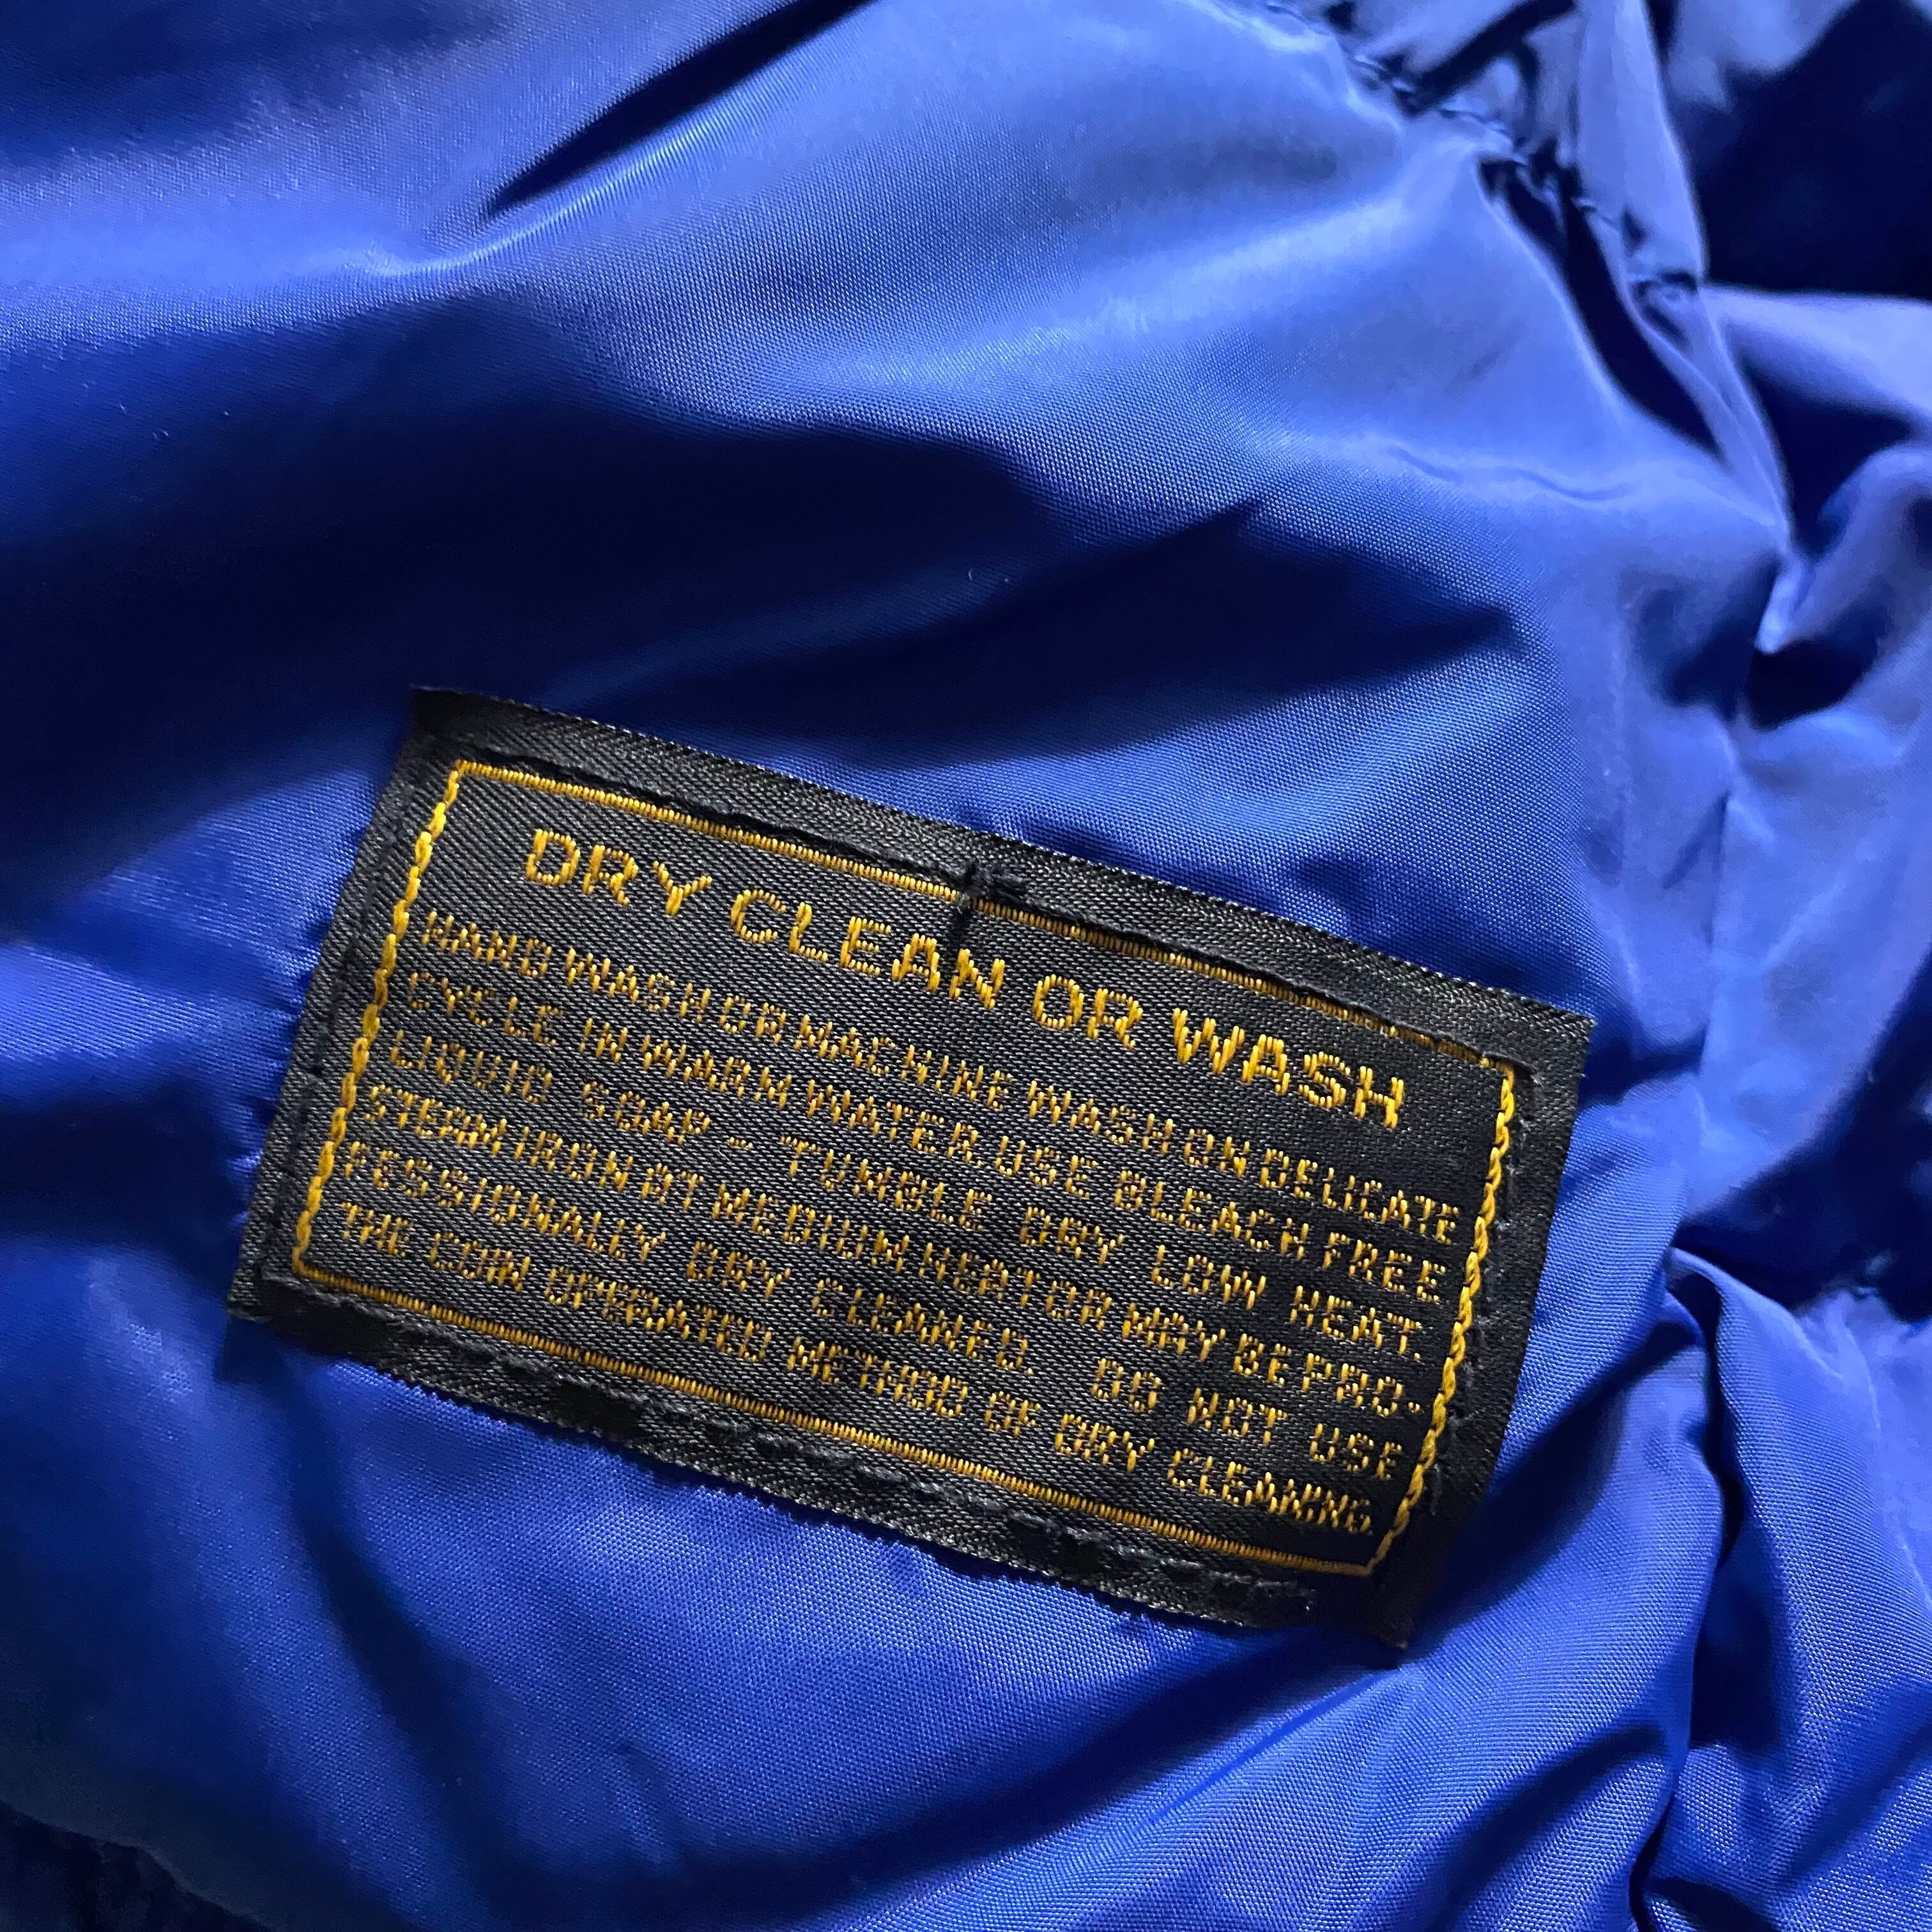 DRY CLEAN OR WASH
HAND WASH OR MACHINE WASH ON DELICATE
CYCLE IN WARM WATER USE BLEACH FREE
LIQUID SOAP - TUMBLE DRY LOW HEAT.
STEAM IRON AT MEDIUM HEAT OR MAY BE PRO-
FESSIONALLY DRY CLEANED. DO NOT USE
THE COIN OPERATED METHOD OF DRY CLEANING.